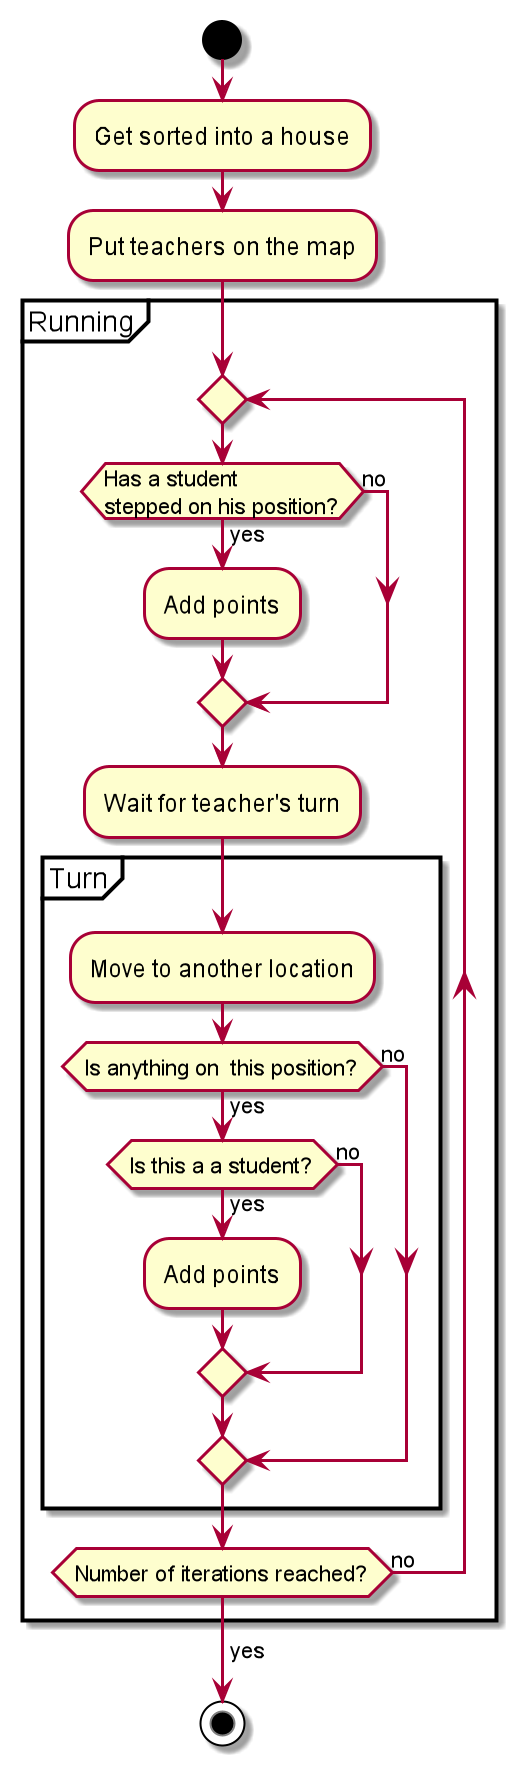 Get sorted into a house
Put teachers on the map
Running
Has a student
stepped on his position?
no
yes
Add points
Wait for teacher's turn
Turn
Move to another location
Is anything on  this position?
no
yes
Is this a a student?
no
yes
Add points
Number of iterations reached?
no
yes